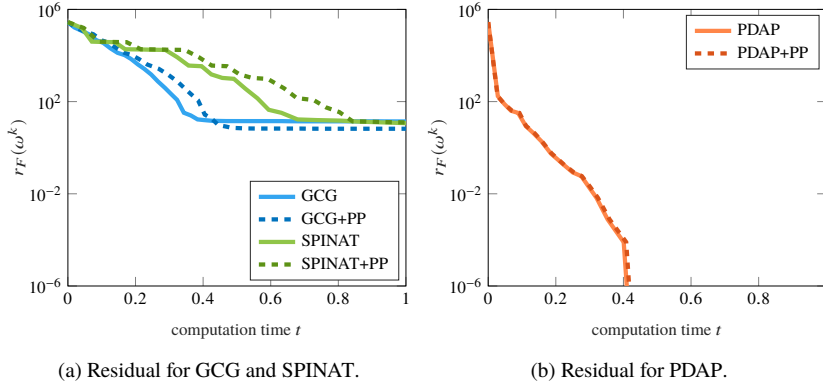 10^6
10^2
10^−2
10^−6
r_F(ω^k)
0
0.2
0.4
0.6
0.8
1
computation time t
GCG
GCG+PP
SPINAT
SPINAT+PP
(a) Residual for GCG and SPINAT.
10^6
10^2
10^−2
10^−6
r_F(ω^k)
0
0.2
0.4
0.6
0.8
computation time t
PDAP
PDAP+PP
(b) Residual for PDAP.